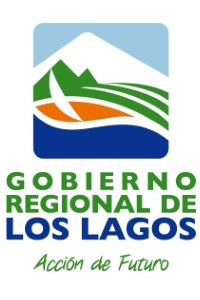 GOBIERNO
REGIONAL DE
LOS LAGOS
Acción de Futuro